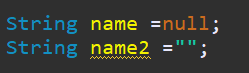 String name =null;
String name2 ="";